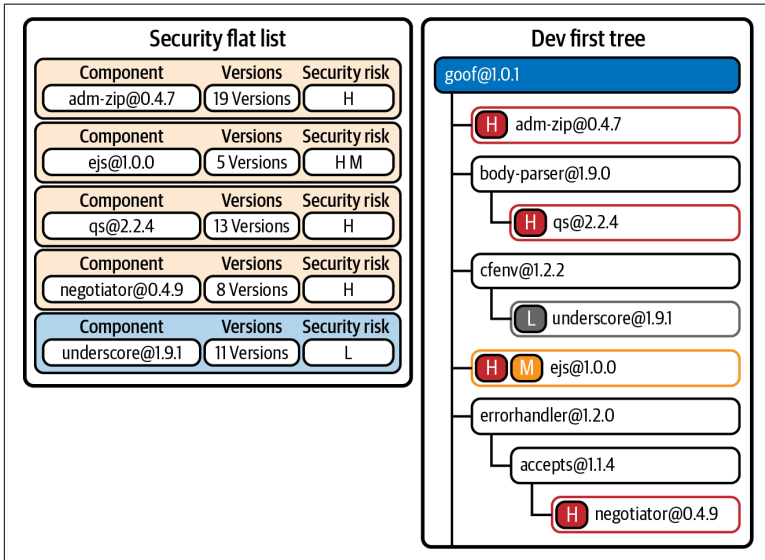 Security flat list
Component Versions Security risk
adm-zip@0.4.7 19 Versions H
Component Versions Security risk
ejs@1.0.0 5 Versions H M
Component Versions Security risk
qs@2.2.4 13 Versions H
Component Versions Security risk
negotiator@0.4.9 8 Versions H
Component Versions Security risk
underscore@1.9.1 11 Versions L
Dev first tree
goof@1.0.1
H adm-zip@0.4.7
body-parser@1.9.0
H qs@2.2.4
cfenv@1.2.2
L underscore@1.9.1
H M ejs@1.0.0
errorhandler@1.2.0
accepts@1.1.4
H negotiator@0.4.9